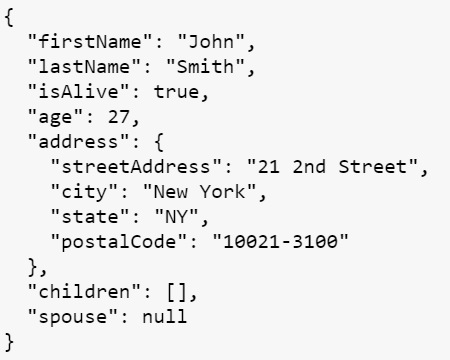 {
  "firstName": "John",
  "lastName": "Smith",
  "isAlive": true,
  "age": 27,
  "address": {
    "streetAddress": "21 2nd Street",
    "city": "New York",
    "state": "NY",
    "postalCode": "10021-3100"
  },
  "children": [],
  "spouse": null
}